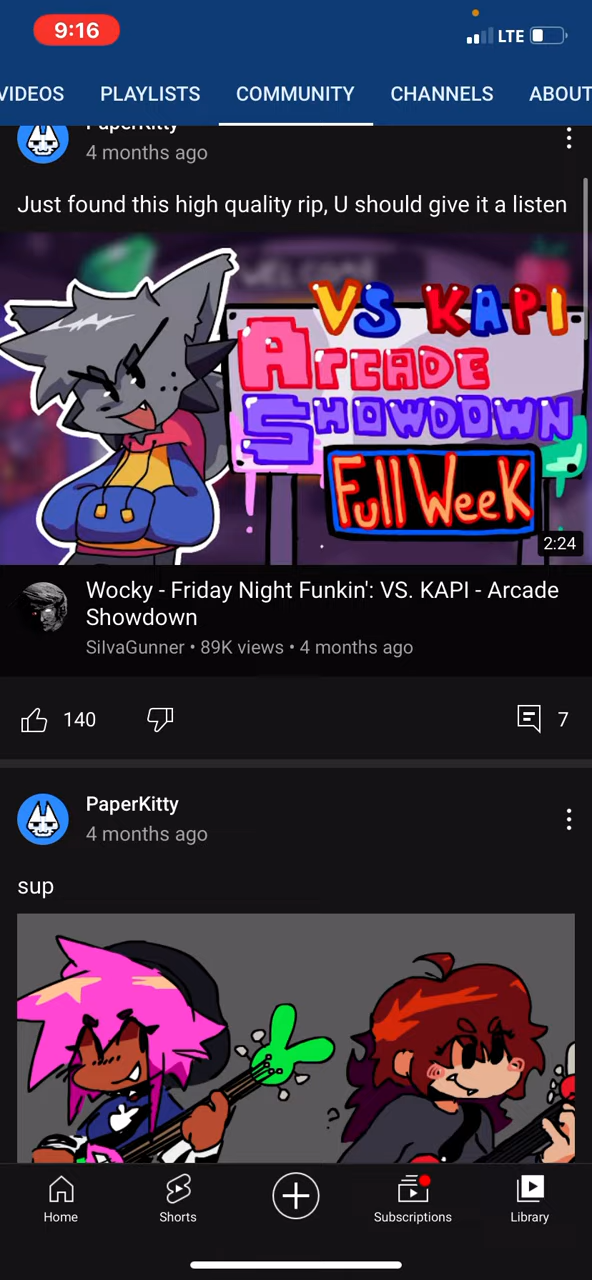 9:16
LTE
VIDEOS PLAYLISTS COMMUNITY CHANNELS ABOUT
PaperKitty
4 months ago
Just found this high quality rip, U should give it a listen
WELCOME
VS KAPI
ARCADE
SHOWDOWN
Full Week
2:24
Wocky - Friday Night Funkin': VS. KAPI - Arcade
Showdown
SilvaGunner • 89K views • 4 months ago
140
7
PaperKitty
4 months ago
sup
?
Home Shorts Subscriptions Library